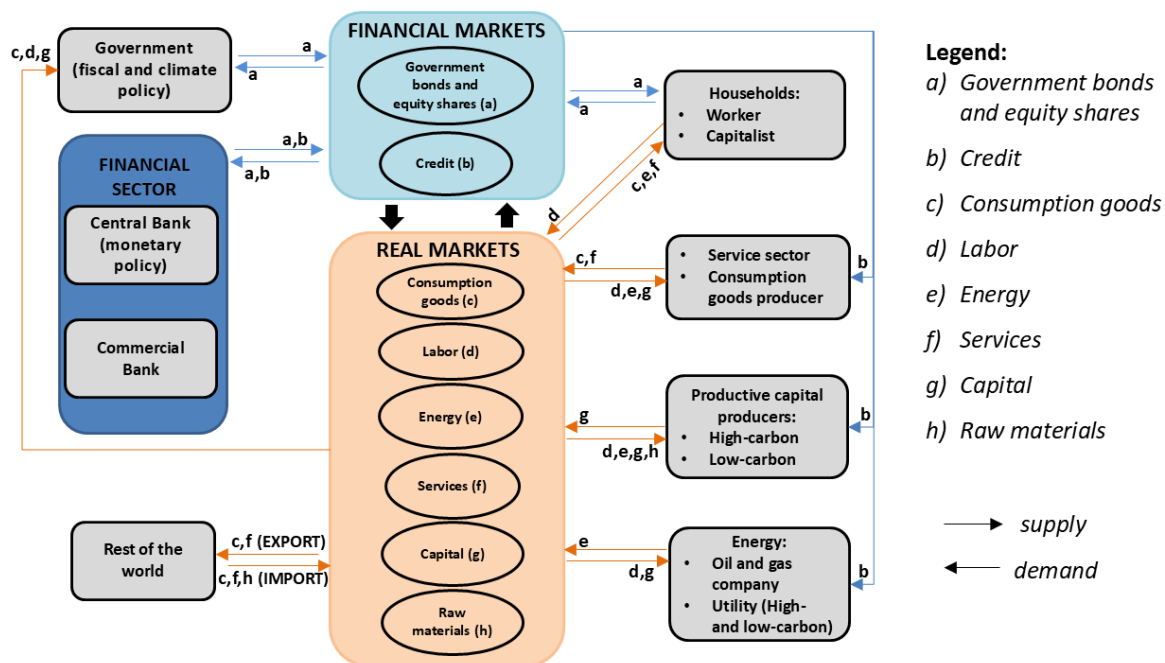 c,d,g
Government
(fiscal and climate
policy)
a
a
FINANCIAL MARKETS
Government
bonds and
equity shares (a)
Credit (b)
a
a
Households:
• Worker
• Capitalist
FINANCIAL
SECTOR
Central Bank
(monetary
policy)
Commercial
Bank
a,b
a,b
d
c,e,f
REAL MARKETS
Consumption
goods (c)
Labor (d)
Energy (e)
Services (f)
Capital (g)
Raw
materials (h)
c,f
d,e,g
• Service sector
• Consumption
goods producer
b
g
d,e,g,h
Productive capital
producers:
• High-carbon
• Low-carbon
b
Rest of the
world
c,f (EXPORT)
c,f,h (IMPORT)
e
d,g
Energy:
• Oil and gas
company
• Utility (High-
and low-carbon)
b
Legend:
a) Government bonds
and equity shares
b) Credit
c) Consumption goods
d) Labor
e) Energy
f) Services
g) Capital
h) Raw materials
supply
demand